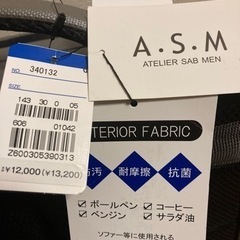 NO. 340132
SIZE
143 30 0 05
606 01042
Z600305390313
¥12,000(¥13,200)
A.S.M
ATELIER SAB MEN
TERIOR FABRIC
防汚 耐摩擦 抗菌
☑ ボールペン ☑ コーヒー
☑ ベンジン ☑ サラダ油
ソファー等に使用され